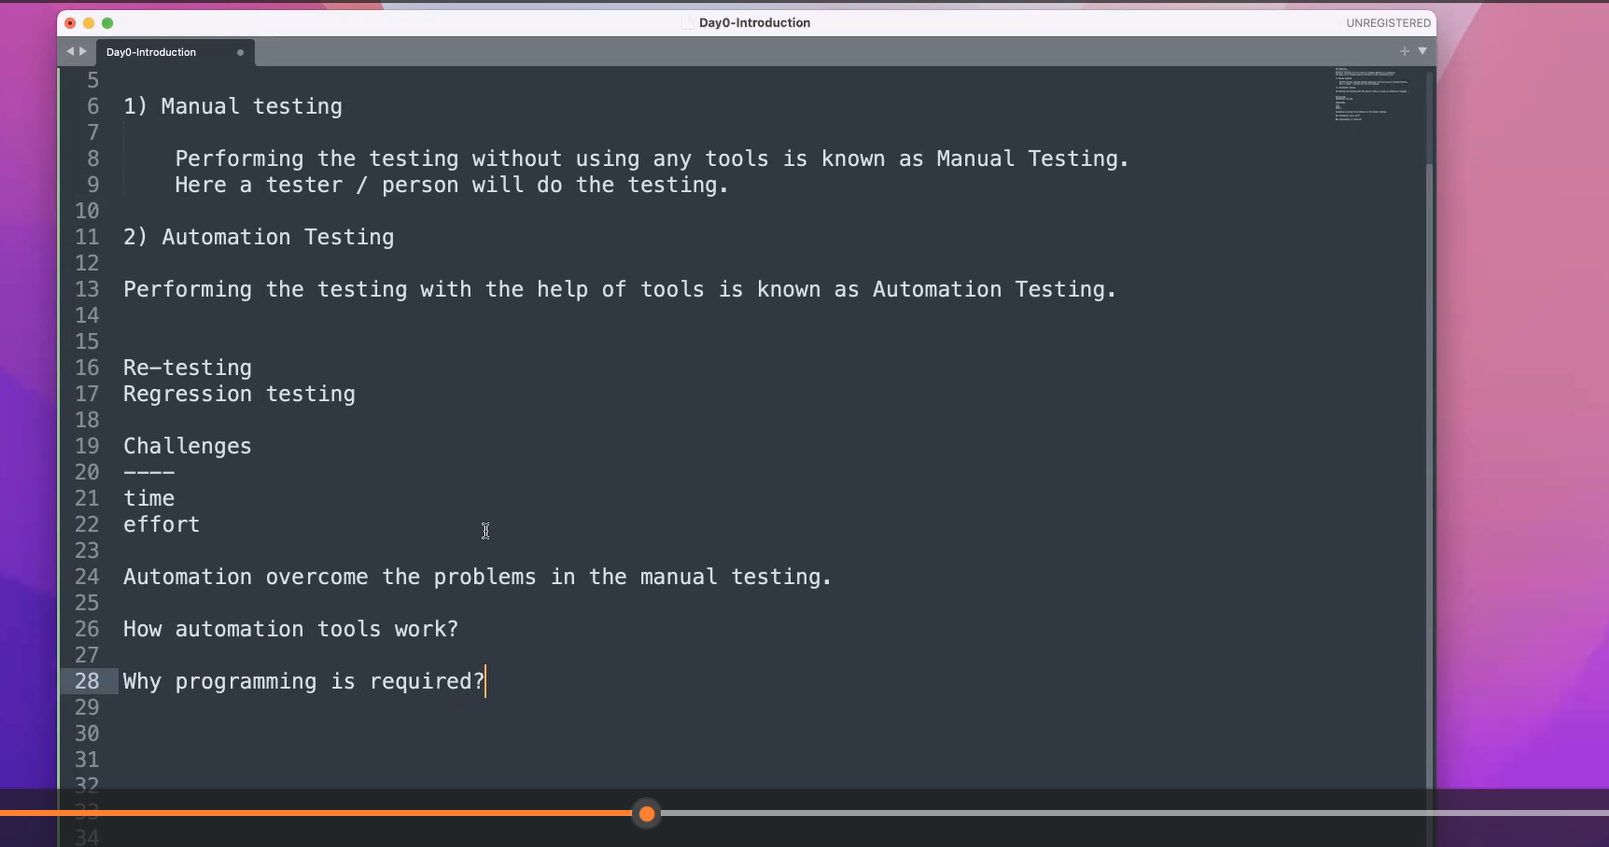 Day0-Introduction
UNREGISTERED
Day0-Introduction
5
6 1) Manual testing
7
8 Performing the testing without using any tools is known as Manual Testing.
9 Here a tester / person will do the testing.
10
11 2) Automation Testing
12
13 Performing the testing with the help of tools is known as Automation Testing.
14
15
16 Re-testing
17 Regression testing
18
19 Challenges
20 ----
21 time
22 effort
23
24 Automation overcome the problems in the manual testing.
25
26 How automation tools work?
27
28 Why programming is required?
29
30
31
32
33
34